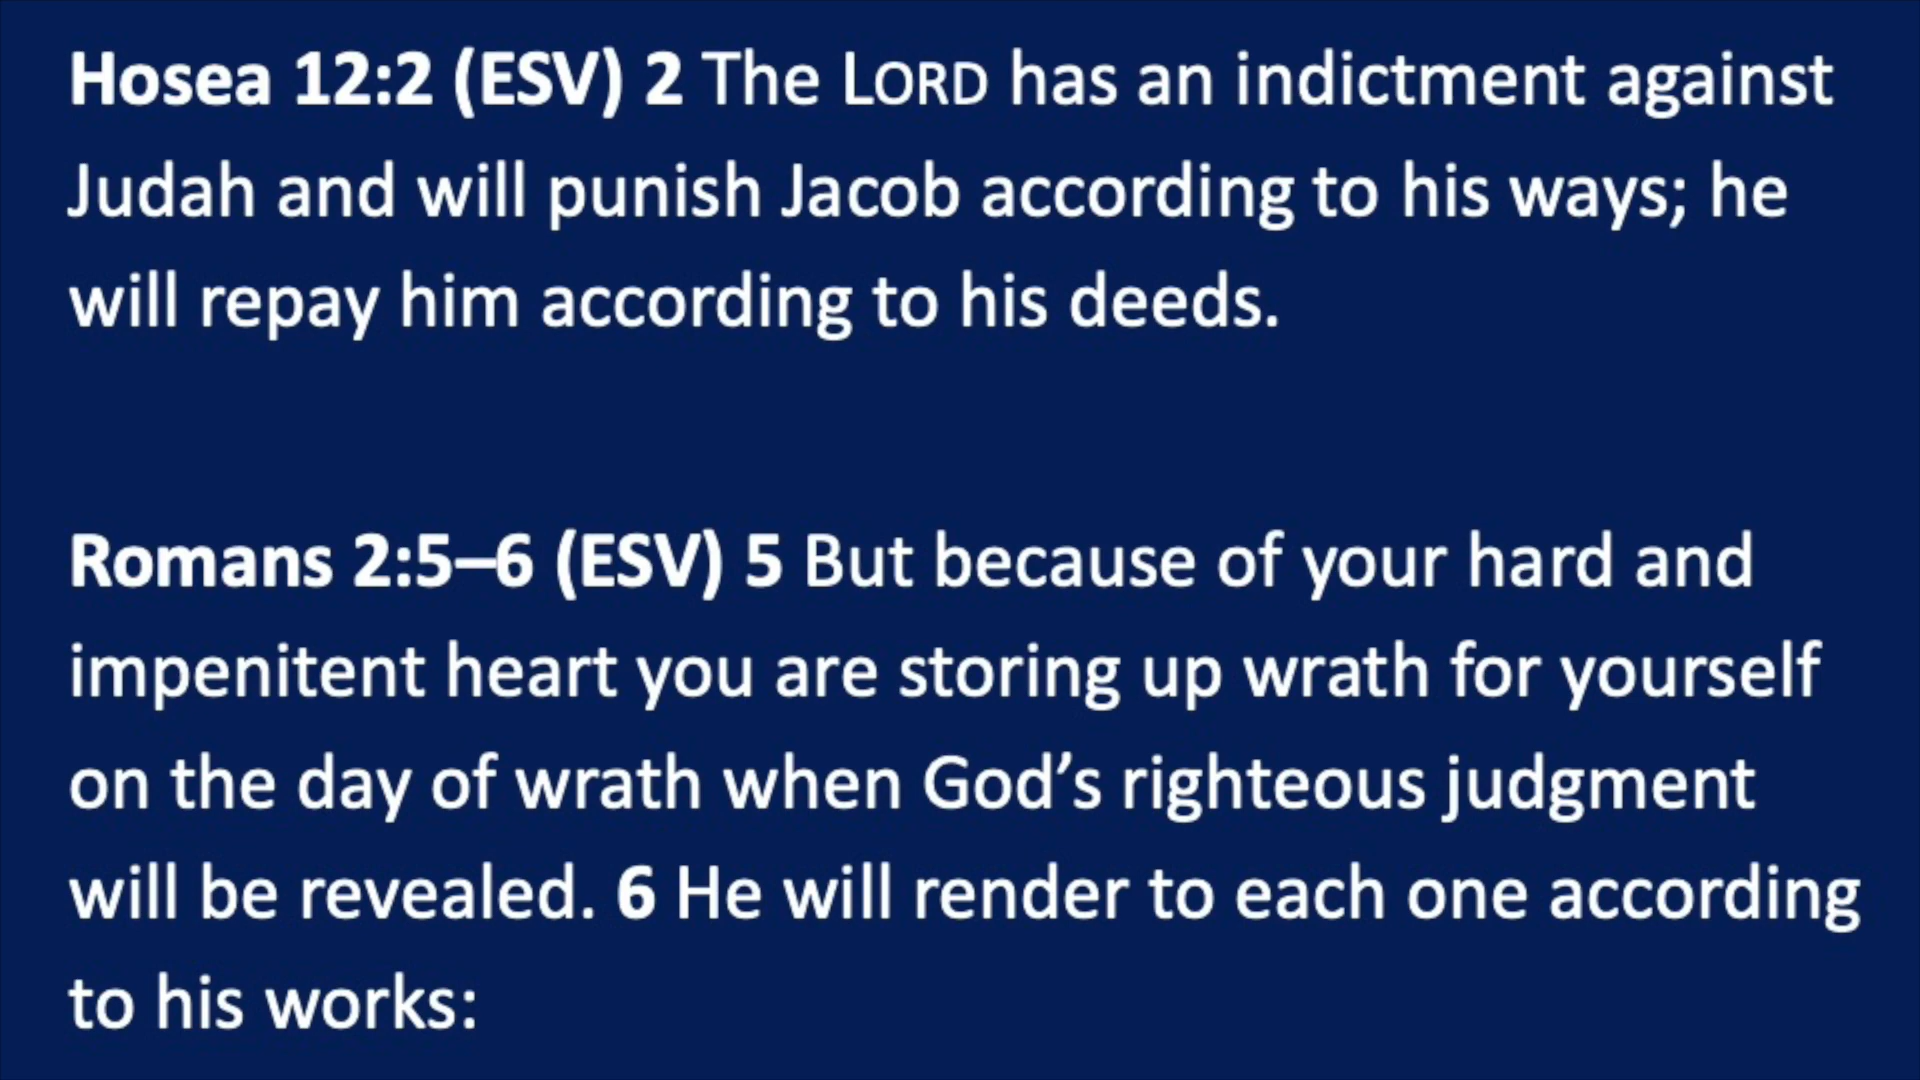 Hosea 12:2 (ESV) 2 The LORD has an indictment against
Judah and will punish Jacob according to his ways; he
will repay him according to his deeds.
Romans 2:5–6 (ESV) 5 But because of your hard and
impenitent heart you are storing up wrath for yourself
on the day of wrath when God’s righteous judgment
will be revealed. 6 He will render to each one according
to his works: